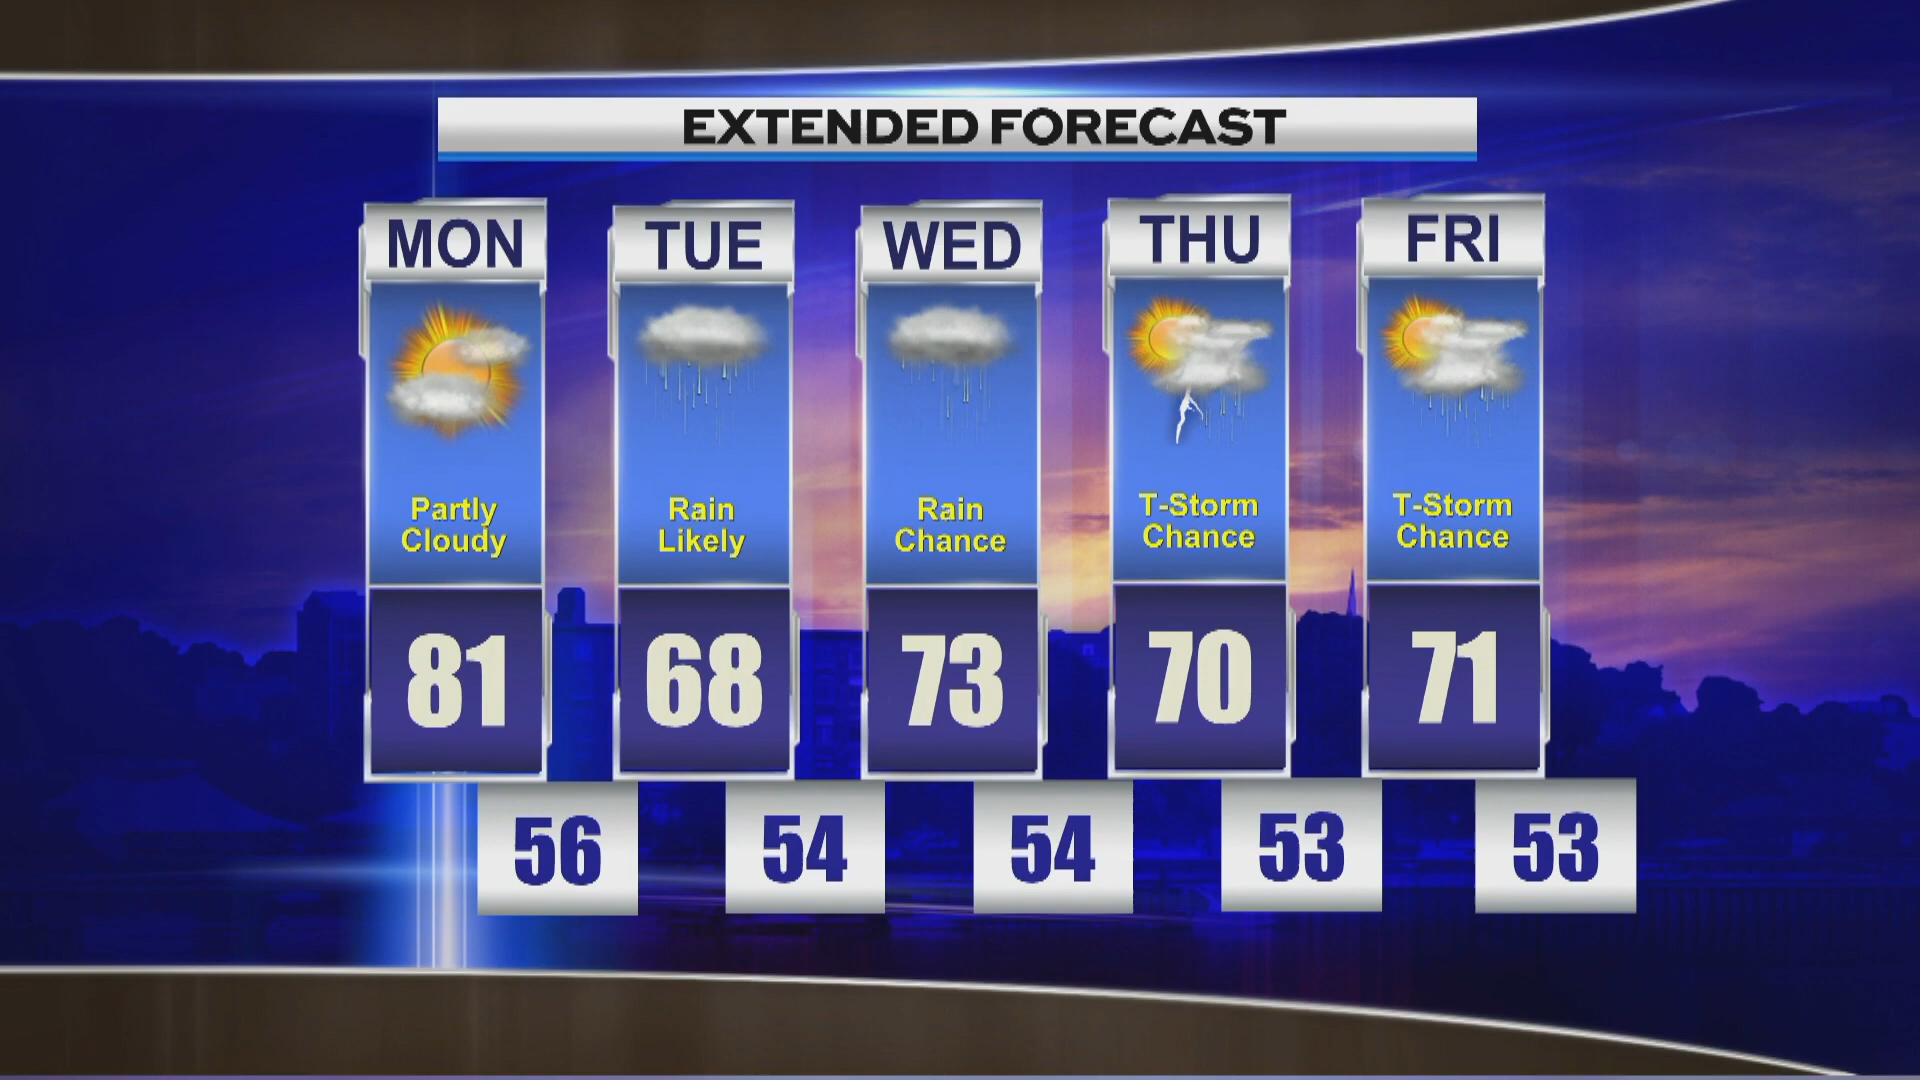 EXTENDED FORECAST
MON
Partly
Cloudy
81
56
TUE
Rain
Likely
68
54
WED
Rain
Chance
73
54
THU
T-Storm
Chance
70
53
FRI
T-Storm
Chance
71
53